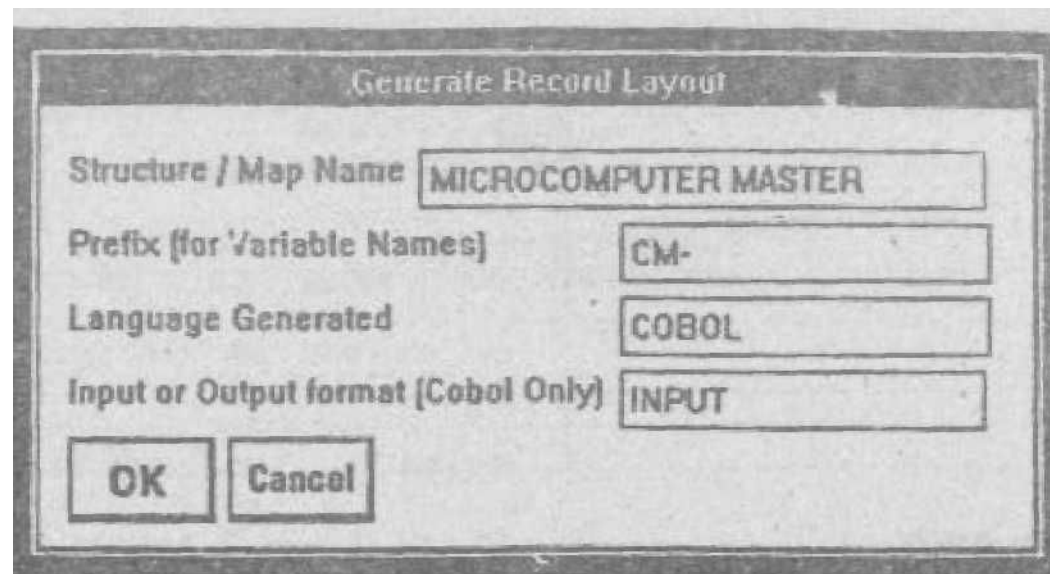 Generate Record Layout
Structure / Map Name MICROCOMPUTER MASTER
Prefix (for Variable Names) CM-
Language Generated COBOL
Input or Output format (Cobol Only) INPUT
OK Cancel